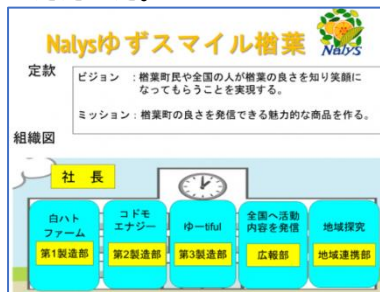 Nalysゆずスマイル楢葉
NalyS
定款
ビジョン ：楢葉町民や全国の人が楢葉の良さを知り笑顔に
なってもらうことを実現する。
ミッション：楢葉町の良さを発信できる魅力的な商品を作る。
組織図
社 長
白ハト
ファーム
第1製造部
コドモ
エナジー
第2製造部
ゆーtiful
第3製造部
全国へ活動
内容を発信
広報部
地域探究
地域連携部